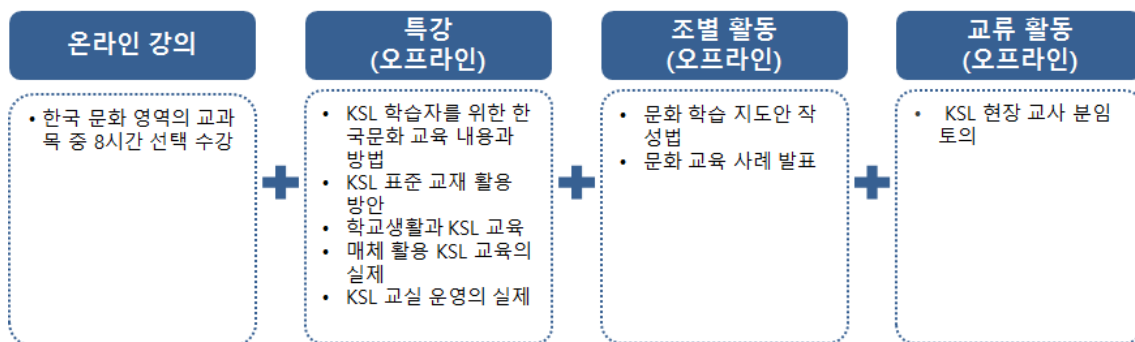 온라인 강의
• 한국 문화 영역의 교과
목 중 8시간 선택 수강
특강
(오프라인)
• KSL 학습자를 위한 한
국문화 교육 내용과
방법
• KSL 표준 교재 활용
방안
• 학교생활과 KSL 교육
• 매체 활용 KSL 교육의
실제
• KSL 교실 운영의 실제
조별 활동
(오프라인)
• 문화 학습 지도안 작
성법
• 문화 교육 사례 발표
교류 활동
(오프라인)
• KSL 현장 교사 분임
토의